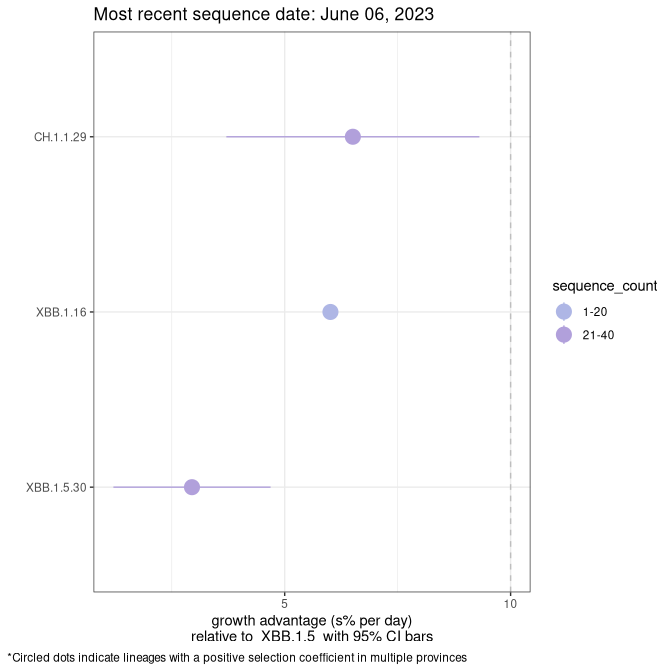 Most recent sequence date: June 06, 2023
CH.1.1.29
XBB.1.16
XBB.1.5.30
5
10
growth advantage (s% per day)
relative to  XBB.1.5  with 95% CI bars
sequence_count
1-20
21-40
*Circled dots indicate lineages with a positive selection coefficient in multiple provinces